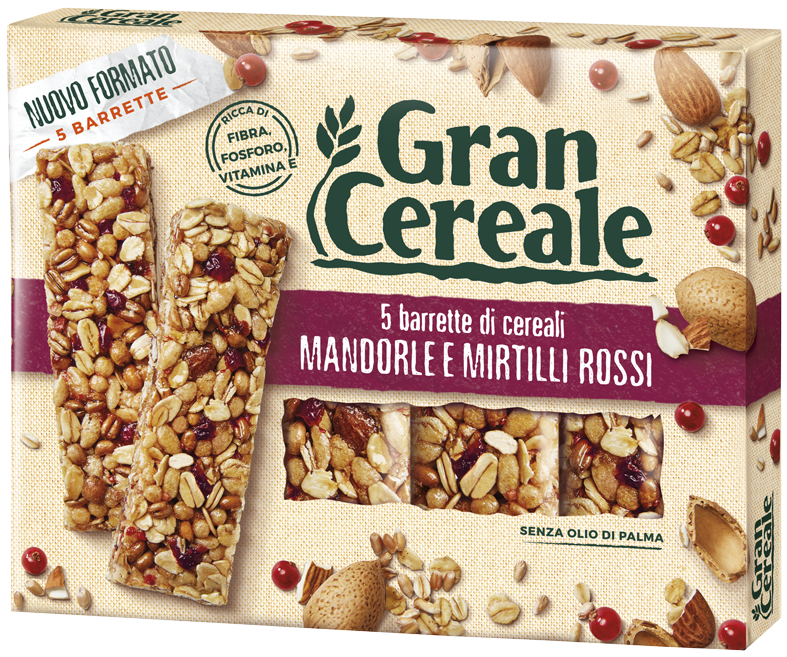 NUOVO FORMATO
5 BARRETTE
RICCA DI
FIBRA,
FOSFORO,
VITAMINA E
Gran
Cereale
5 barrette di cereali
MANDORLE E MIRTILLI ROSSI
SENZA OLIO DI PALMA
Gran
Cereale